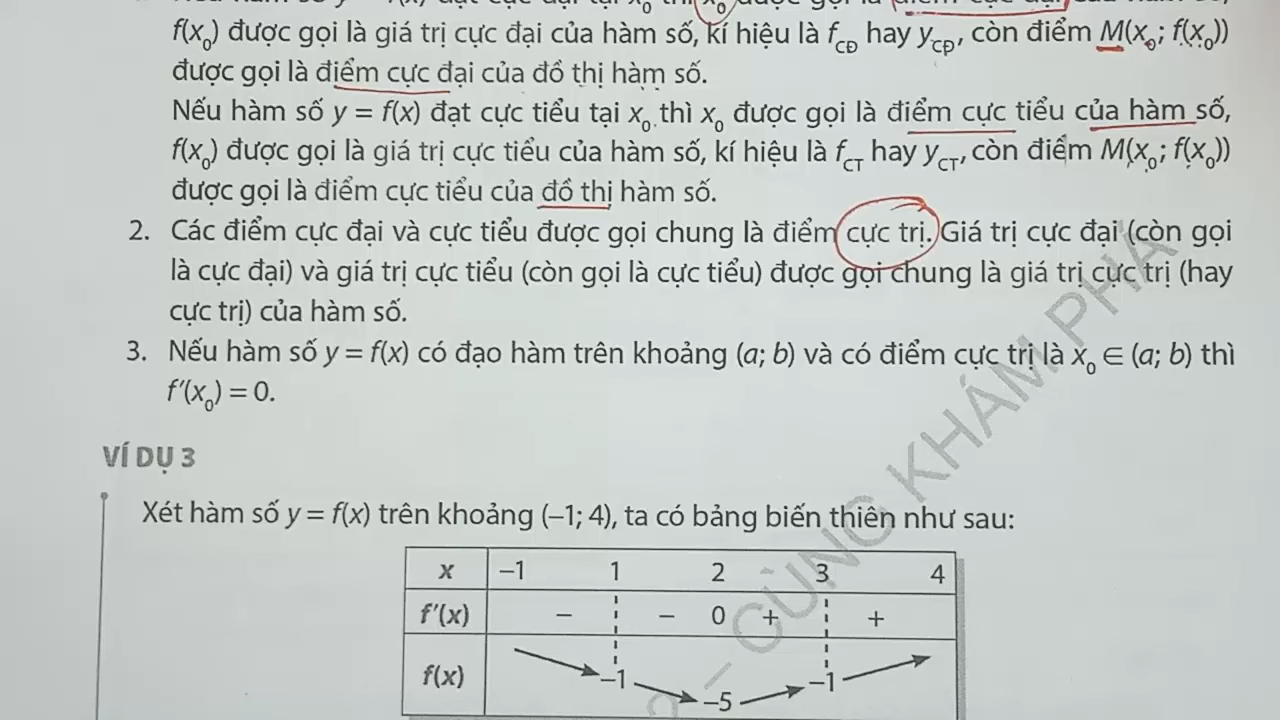 f(x₀) được gọi là giá trị cực đại của hàm số, kí hiệu là f_CĐ hay y_CĐ, còn điểm M(x₀; f(x₀))
được gọi là điểm cực đại của đồ thị hàm số.
Nếu hàm số y = f(x) đạt cực tiểu tại x₀ thì x₀ được gọi là điểm cực tiểu của hàm số,
f(x₀) được gọi là giá trị cực tiểu của hàm số, kí hiệu là f_CT hay y_CT, còn điểm M(x₀; f(x₀))
được gọi là điểm cực tiểu của đồ thị hàm số.
2. Các điểm cực đại và cực tiểu được gọi chung là điểm cực trị. Giá trị cực đại (còn gọi
là cực đại) và giá trị cực tiểu (còn gọi là cực tiểu) được gọi chung là giá trị cực trị (hay
cực trị) của hàm số.
3. Nếu hàm số y = f(x) có đạo hàm trên khoảng (a; b) và có điểm cực trị là x₀ ∈ (a; b) thì
f′(x₀) = 0.
VÍ DỤ 3
Xét hàm số y = f(x) trên khoảng (–1; 4), ta có bảng biến thiên như sau:
x –1 1 2 3 4
f′(x) – – 0 + +
f(x) –1 –5 –1
– CÙNG KHÁM PHÁ